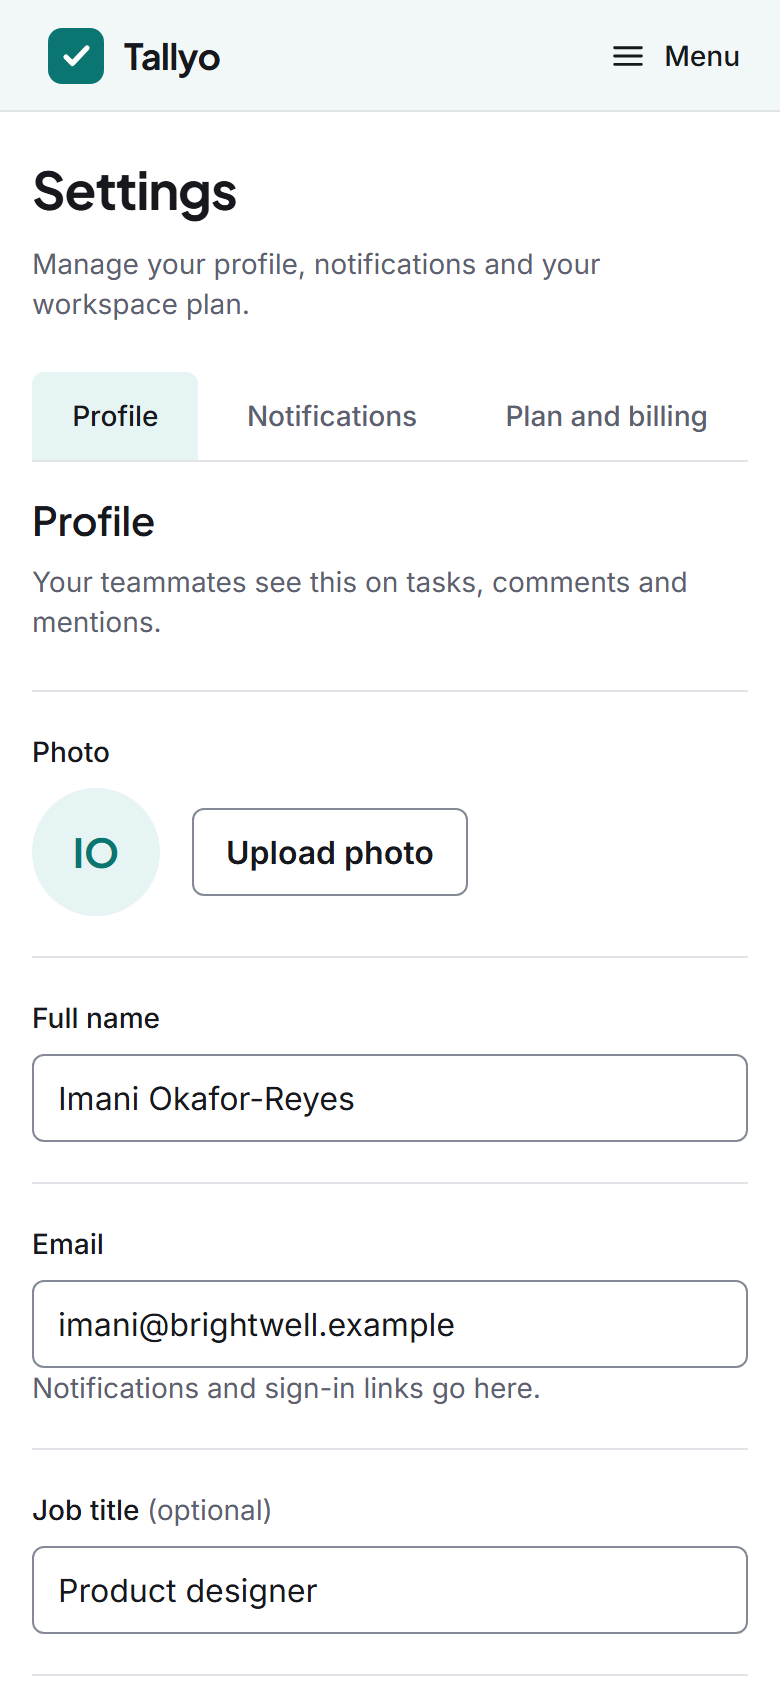 Tallyo
Menu
Settings
Manage your profile, notifications and your
workspace plan.
Profile
Notifications
Plan and billing
Profile
Your teammates see this on tasks, comments and
mentions.
Photo
IO
Upload photo
Full name
Imani Okafor-Reyes
Email
imani@brightwell.example
Notifications and sign-in links go here.
Job title (optional)
Product designer